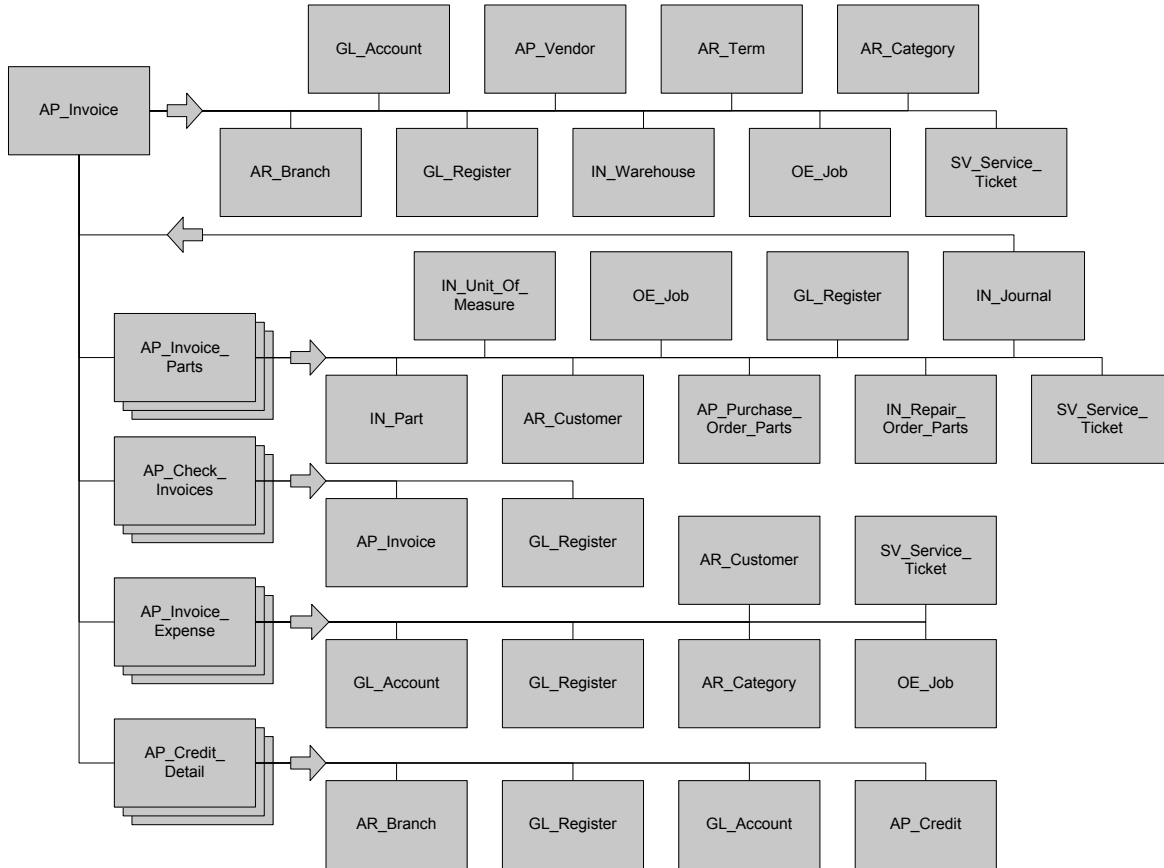 GL_Account
AP_Vendor
AR_Term
AR_Category
AP_Invoice
AR_Branch
GL_Register
IN_Warehouse
OE_Job
SV_Service_
Ticket
IN_Unit_Of_
Measure
OE_Job
GL_Register
IN_Journal
AP_Invoice_
Parts
IN_Part
AR_Customer
AP_Purchase_
Order_Parts
IN_Repair_
Order_Parts
SV_Service_
Ticket
AP_Check_
Invoices
AP_Invoice
GL_Register
AR_Customer
SV_Service_
Ticket
AP_Invoice_
Expense
GL_Account
GL_Register
AR_Category
OE_Job
AP_Credit_
Detail
AR_Branch
GL_Register
GL_Account
AP_Credit